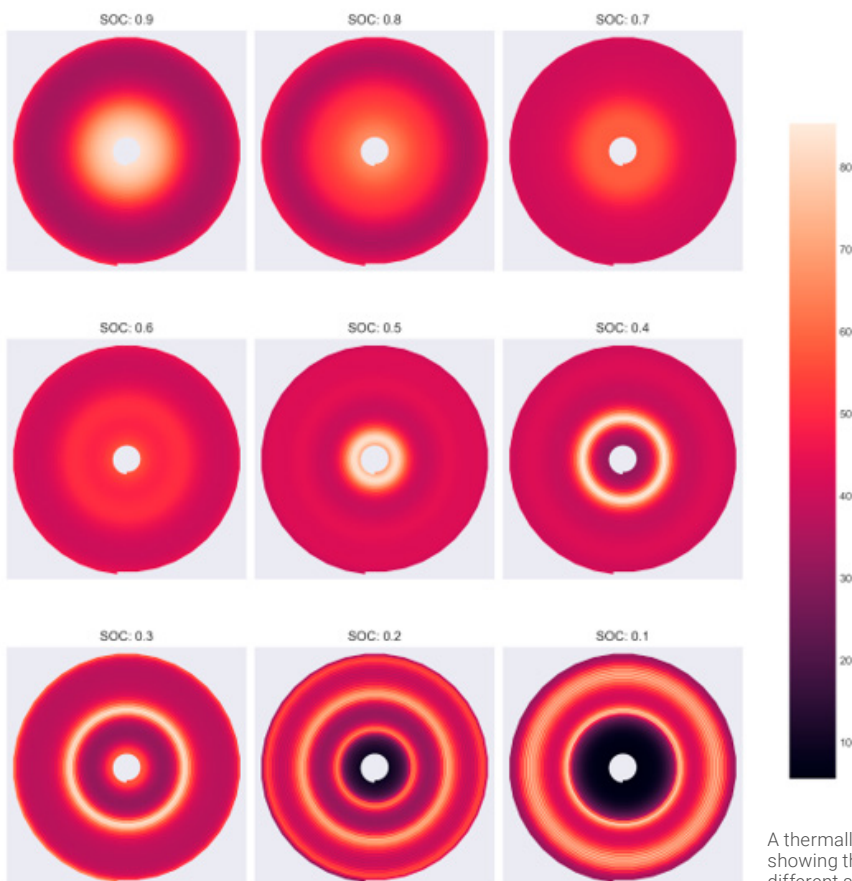 SOC: 0.9
SOC: 0.8
SOC: 0.7
80
70
60
SOC: 0.6
SOC: 0.5
SOC: 0.4
50
40
30
SOC: 0.3
SOC: 0.2
SOC: 0.1
20
10
A thermall
showing th
different s